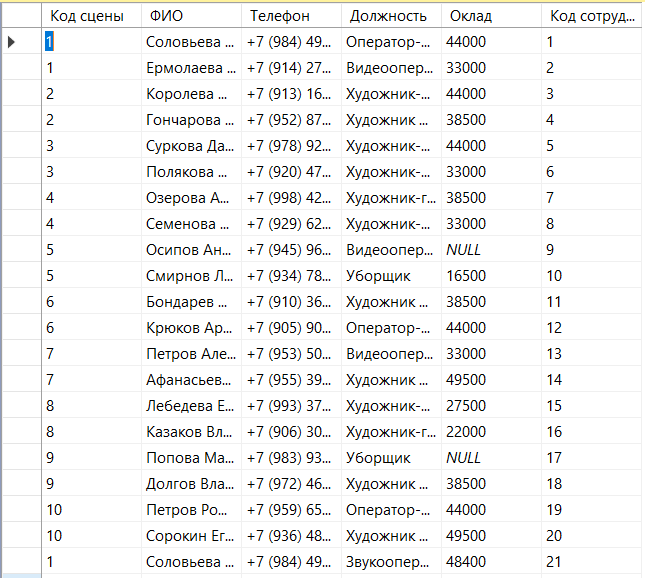 Код сцены ФИО Телефон Должность Оклад Код сотруд...
1 Соловьева ... +7 (984) 49... Оператор-... 44000 1
1 Ермолаева ... +7 (914) 27... Видеоопер... 33000 2
2 Королева ... +7 (913) 16... Художник-... 44000 3
2 Гончарова ... +7 (952) 87... Художник ... 38500 4
3 Суркова Да... +7 (978) 92... Художник-... 44000 5
3 Полякова ... +7 (920) 47... Художник-... 33000 6
4 Озерова А... +7 (998) 42... Художник-г... 38500 7
4 Семенова ... +7 (929) 62... Художник-... 33000 8
5 Осипов Ан... +7 (945) 96... Видеоопер... NULL 9
5 Смирнов Л... +7 (934) 78... Уборщик 16500 10
6 Бондарев ... +7 (910) 36... Художник ... 38500 11
6 Крюков Ар... +7 (905) 90... Оператор-... 44000 12
7 Петров Але... +7 (953) 50... Видеоопер... 33000 13
7 Афанасьев... +7 (955) 39... Художник ... 49500 14
8 Лебедева Е... +7 (993) 37... Художник-... 27500 15
8 Казаков Вл... +7 (906) 30... Художник-г... 22000 16
9 Попова Ма... +7 (983) 93... Уборщик NULL 17
9 Долгов Вла... +7 (972) 46... Художник ... 38500 18
10 Петров Ро... +7 (959) 65... Оператор-... 44000 19
10 Сорокин Ег... +7 (936) 48... Художник ... 49500 20
1 Соловьева ... +7 (984) 49... Звукоопер... 48400 21